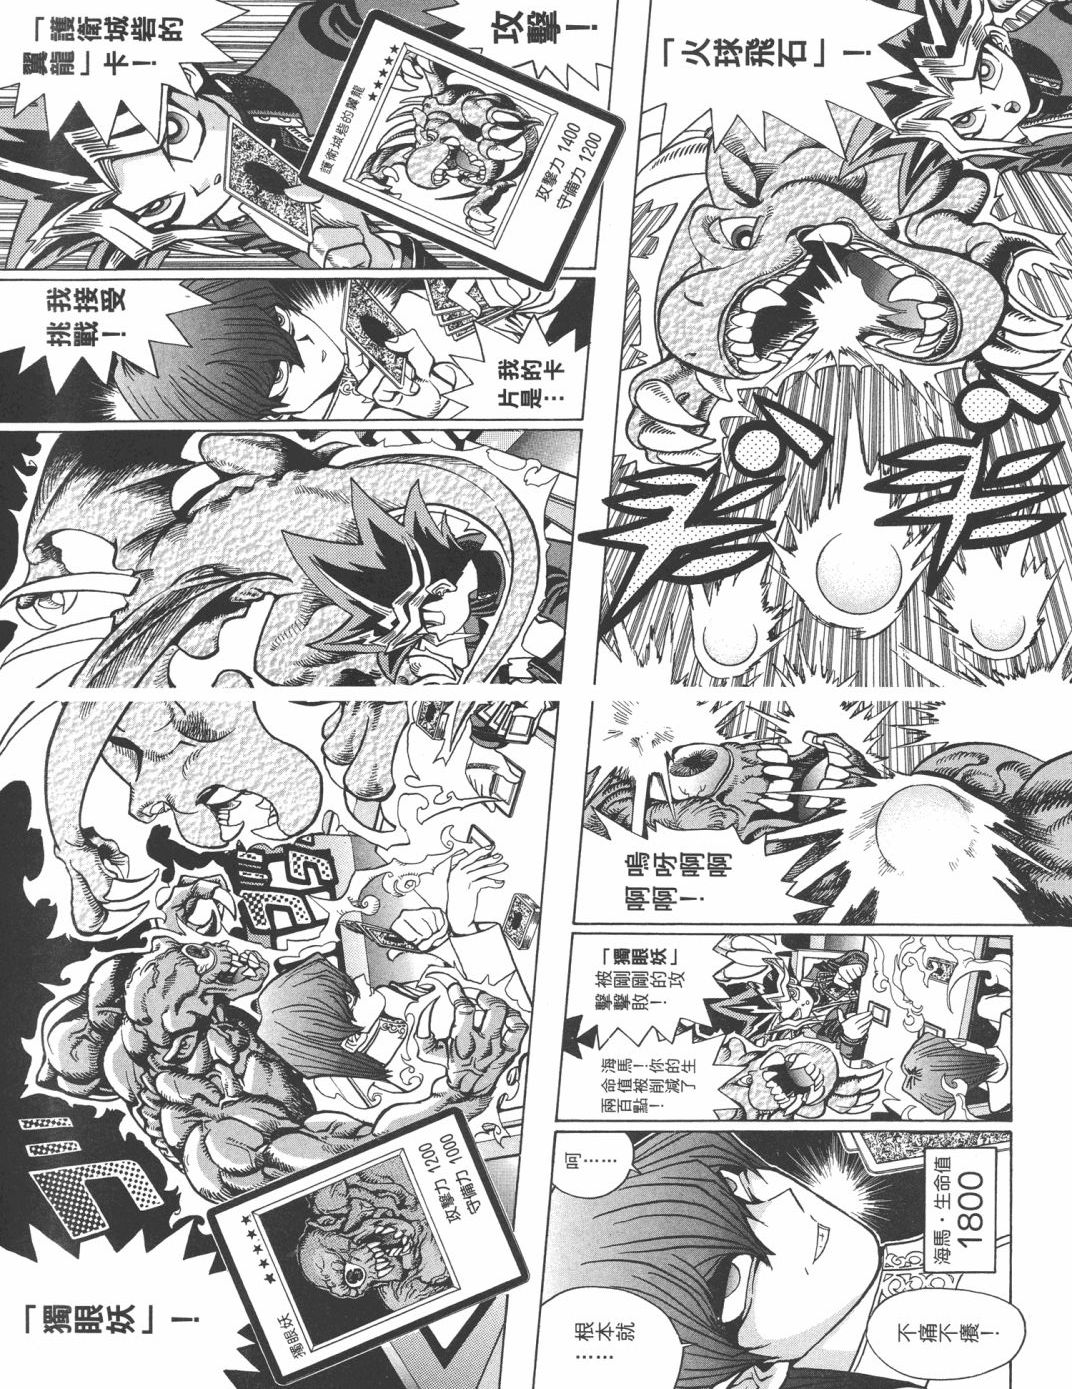 「護衛城砦的
翼龍」卡！
護衛城砦的翼龍
攻擊力 1400
守備力 1200
攻擊！
我接受
挑戰！
我的卡
片是…
「獨眼妖」！
獨眼妖
攻擊力 1200
守備力 1000
「火球飛石」！
嗚呀啊啊
啊啊！
「獨眼妖」
被剛剛的攻
擊擊敗！
海馬！你的生
命值被削減了
兩百點！
呵……
海馬・生命值
1800
根本就
……
不痛不癢！